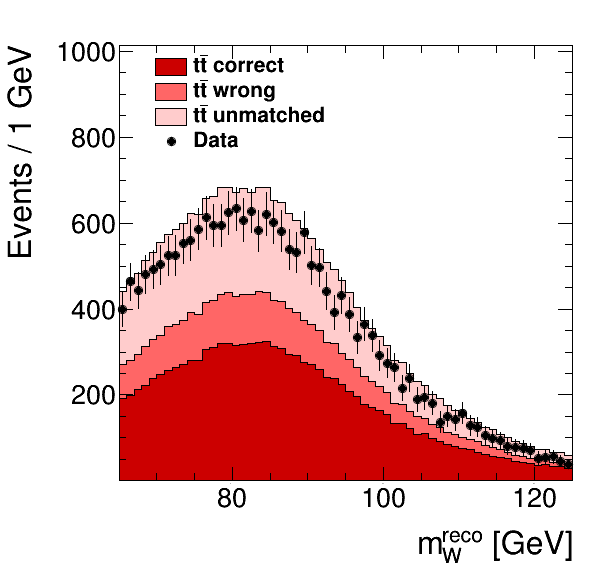 Events / 1 GeV
1000
800
600
400
200
tt̅ correct
tt̅ wrong
tt̅ unmatched
Data
80
100
120
m_W^reco [GeV]